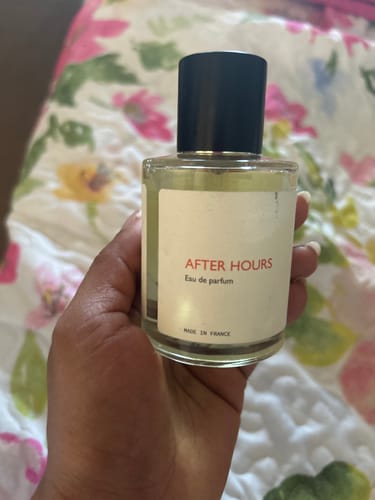 AFTER HOURS
Eau de parfum
MADE IN FRANCE